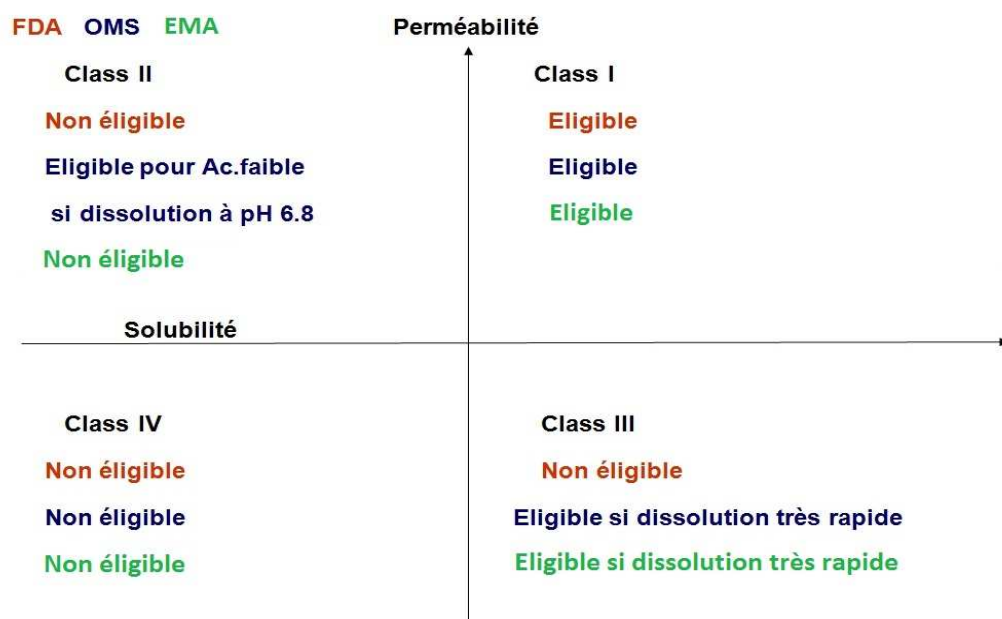 FDA OMS EMA
Perméabilité
Class II
Non éligible
Eligible pour Ac.faible
si dissolution à pH 6.8
Non éligible
Class I
Eligible
Eligible
Eligible
Solubilité
Class IV
Non éligible
Non éligible
Non éligible
Class III
Non éligible
Eligible si dissolution très rapide
Eligible si dissolution très rapide